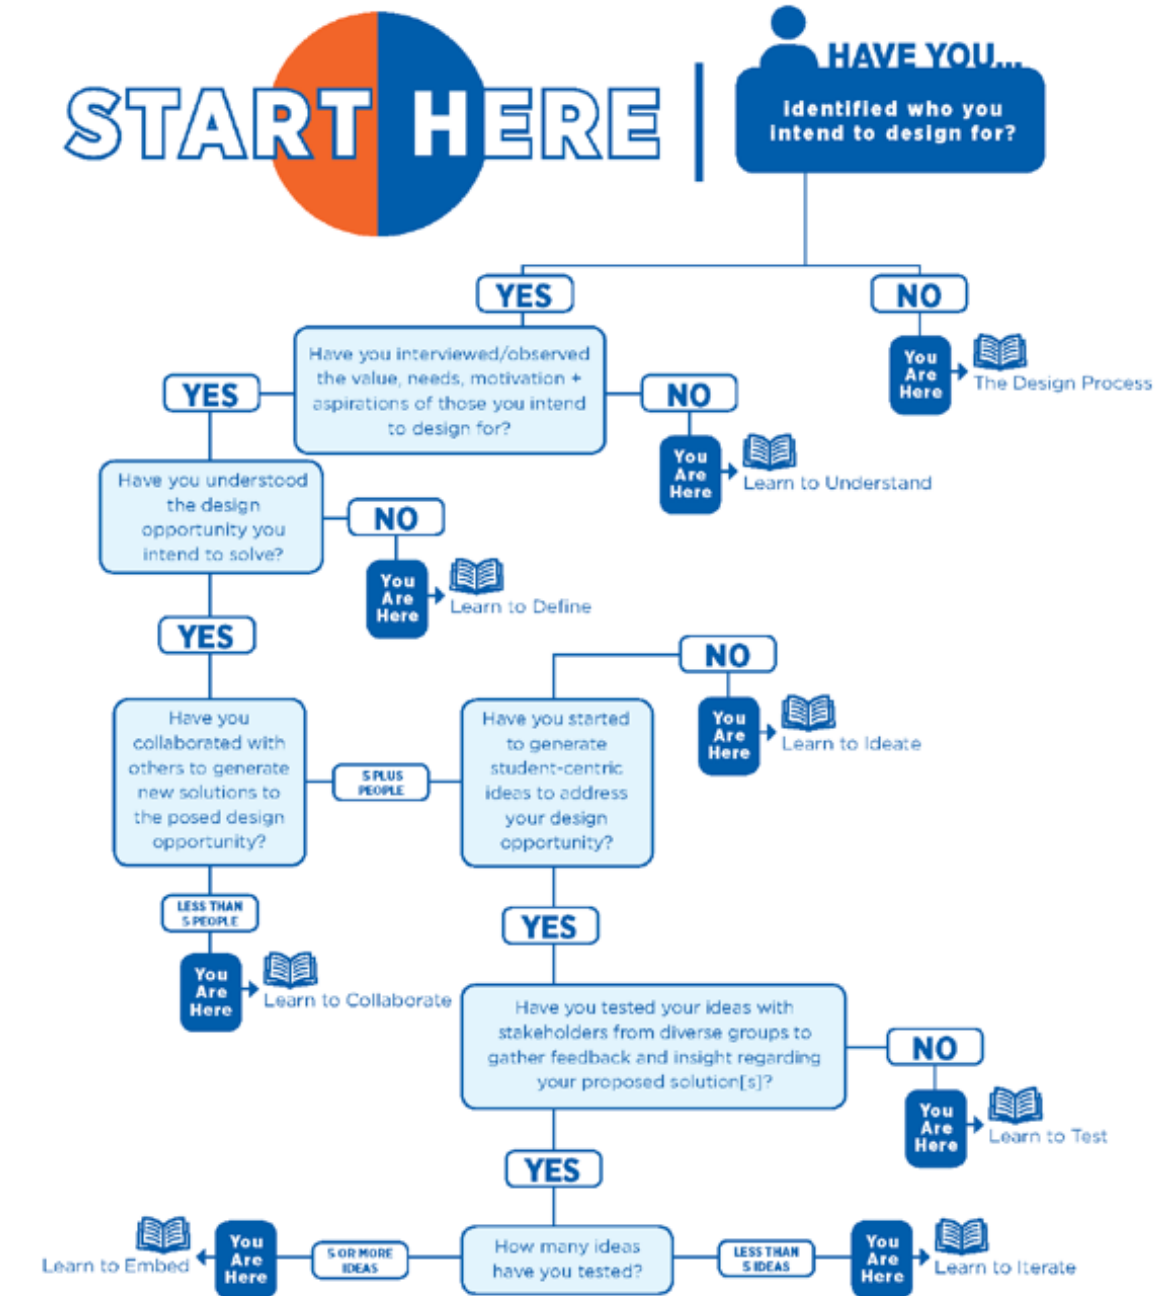 START HERE
HAVE YOU...
identified who you
intend to design for?
YES
NO
You
Are
Here
The Design Process
Have you interviewed/observed
the value, needs, motivation +
aspirations of those you intend
to design for?
YES
NO
You
Are
Here
Learn to Understand
Have you understood
the design
opportunity you
intend to solve?
NO
You
Are
Here
Learn to Define
YES
NO
You
Are
Here
Learn to Ideate
Have you
collaborated with
others to generate
new solutions to
the posed design
opportunity?
5 PLUS
PEOPLE
Have you started
to generate
student-centric
ideas to address
your design
opportunity?
LESS THAN
5 PEOPLE
You
Are
Here
Learn to Collaborate
YES
Have you tested your ideas with
stakeholders from diverse groups to
gather feedback and insight regarding
your proposed solution[s]?
NO
You
Are
Here
Learn to Test
YES
How many ideas
have you tested?
5 OR MORE
IDEAS
You
Are
Here
Learn to Embed
LESS THAN
5 IDEAS
You
Are
Here
Learn to Iterate